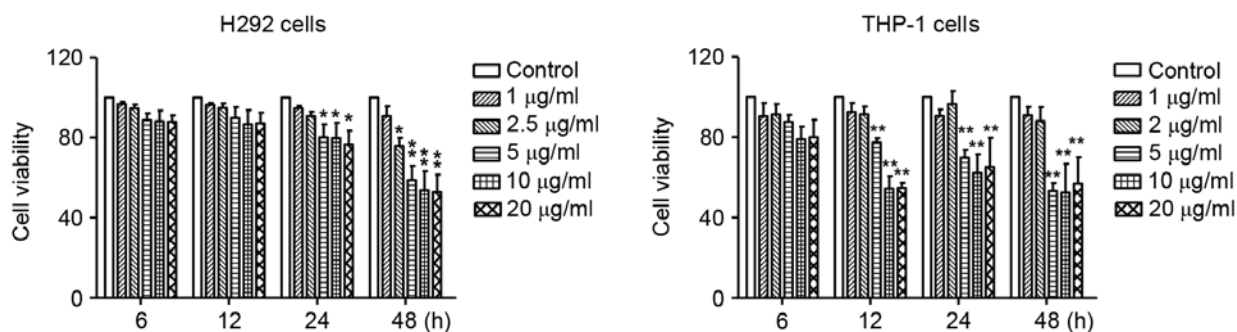 H292 cells
120
80
40
0
Cell viability
6 12 24 48 (h)
* * *
* ** ** **
Control
1 µg/ml
2.5 µg/ml
5 µg/ml
10 µg/ml
20 µg/ml
THP-1 cells
120
80
40
0
Cell viability
6 12 24 48 (h)
** ** **
** ** **
** ** **
Control
1 µg/ml
2 µg/ml
5 µg/ml
10 µg/ml
20 µg/ml